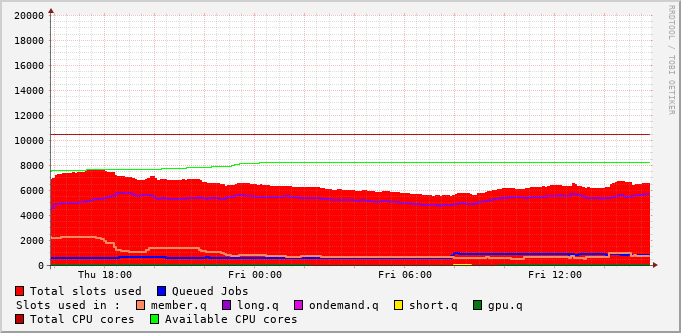 20000
18000
16000
14000
12000
10000
8000
6000
4000
2000
0
Thu 18:00 Fri 00:00 Fri 06:00 Fri 12:00
Total slots used Queued Jobs
Slots used in : member.q long.q ondemand.q short.q gpu.q
Total CPU cores Available CPU cores
RRDTOOL / TOBI OETIKER